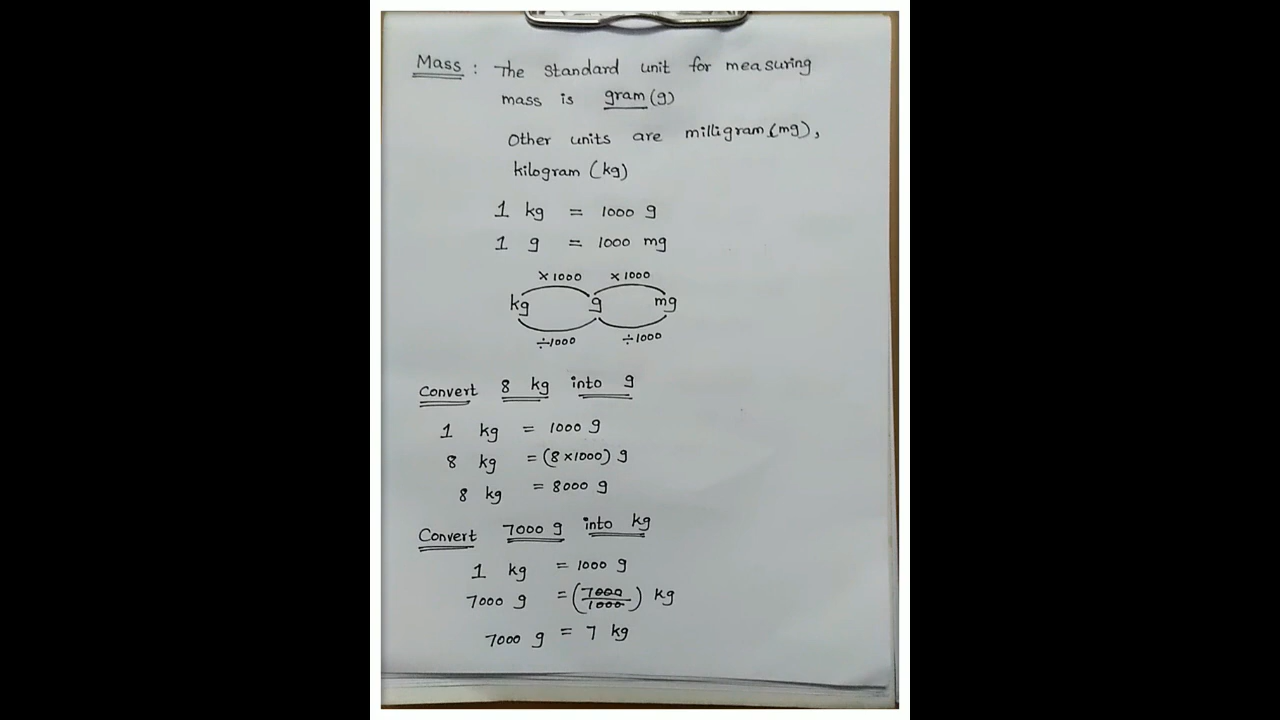 Mass : The standard unit for measuring
mass is gram (g)
Other units are milligram (mg),
kilogram (kg)
1 kg = 1000 g
1 g = 1000 mg
×1000 ×1000
kg g mg
÷1000 ÷1000
Convert 8 kg into g
1 kg = 1000 g
8 kg = (8 ×1000) g
8 kg = 8000 g
Convert 7000 g into kg
1 kg = 1000 g
7000 g = (7000/1000) kg
7000 g = 7 kg